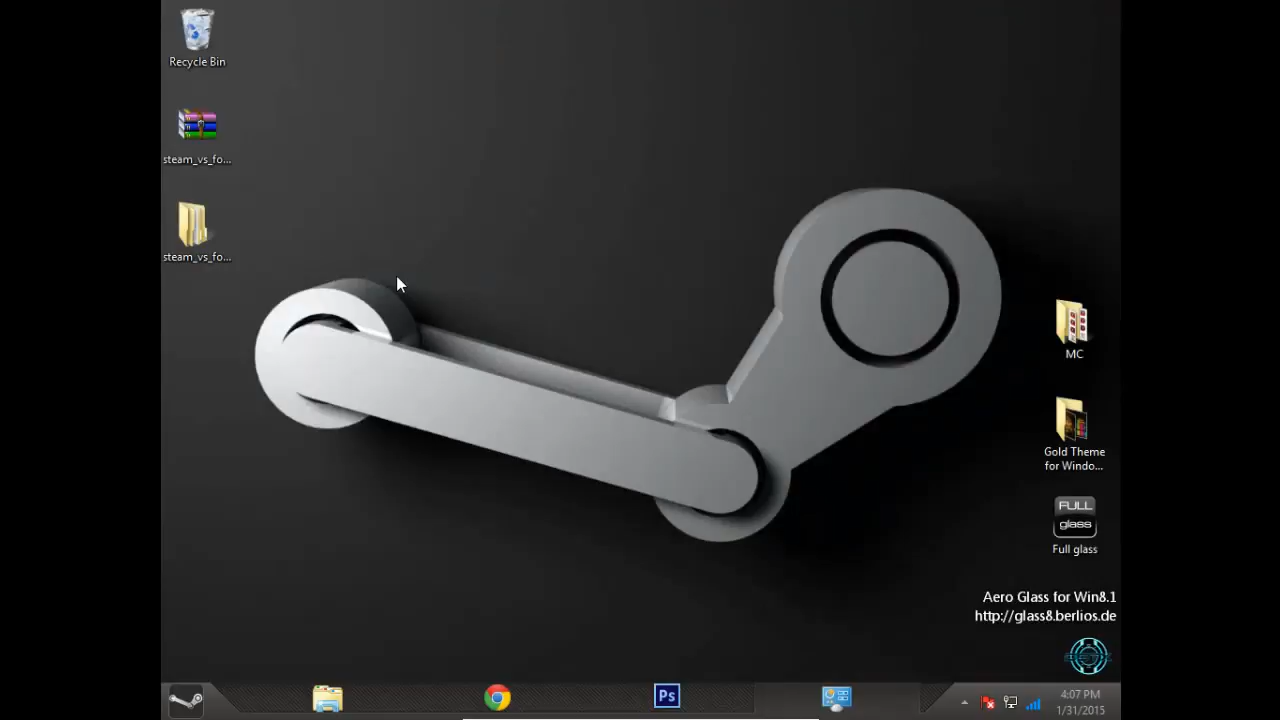 Recycle Bin
steam_vs_fo...
steam_vs_fo...
MC
Gold Theme
for Windo...
FULL
glass
Full glass
Aero Glass for Win8.1
http://glass8.berlios.de
Ps
4:07 PM
1/31/2015